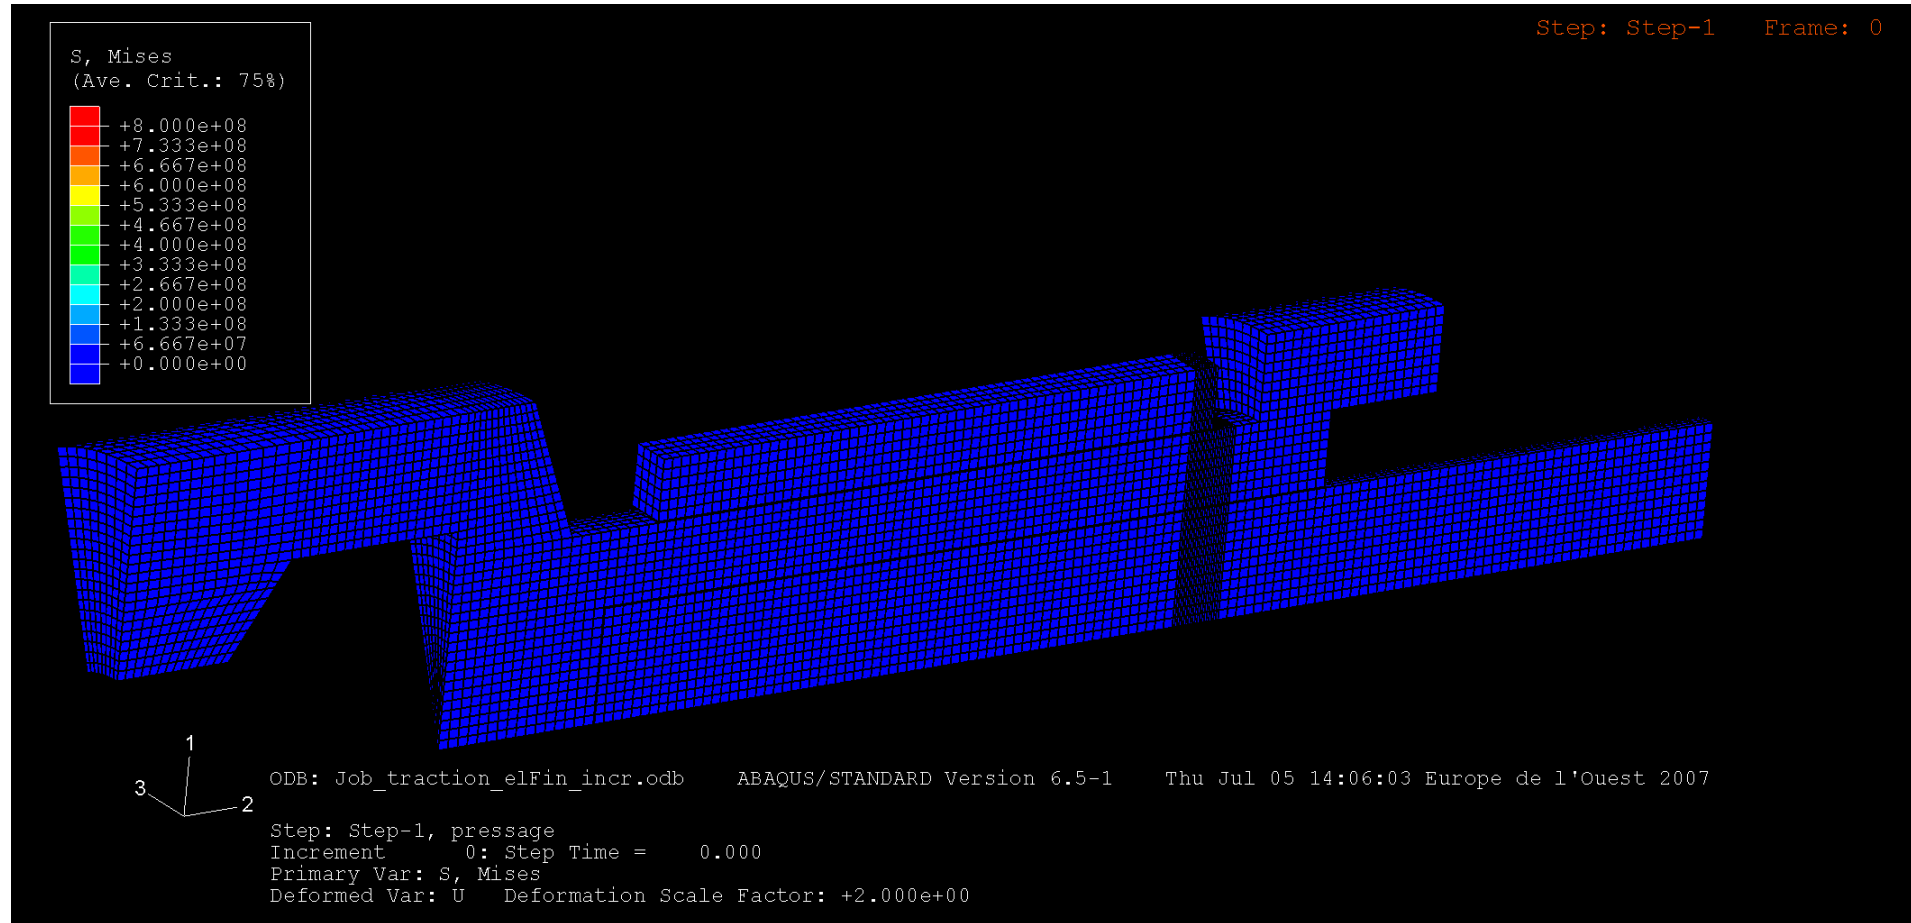 Step: Step-1   Frame: 0
S, Mises
(Ave. Crit.: 75%)
+8.000e+08
+7.333e+08
+6.667e+08
+6.000e+08
+5.333e+08
+4.667e+08
+4.000e+08
+3.333e+08
+2.667e+08
+2.000e+08
+1.333e+08
+6.667e+07
+0.000e+00
1
3
2
ODB: Job_traction_elFin_incr.odb    ABAQUS/STANDARD Version 6.5-1    Thu Jul 05 14:06:03 Europe de l'Ouest 2007
Step: Step-1, pressage
Increment      0: Step Time =    0.000
Primary Var: S, Mises
Deformed Var: U   Deformation Scale Factor: +2.000e+00